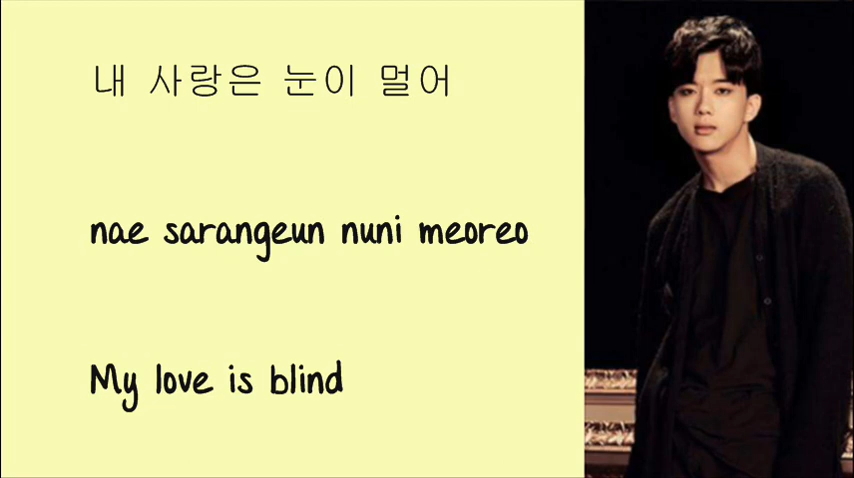 내 사랑은 눈이 멀어
nae sarangeun nuni meoreo
My love is blind